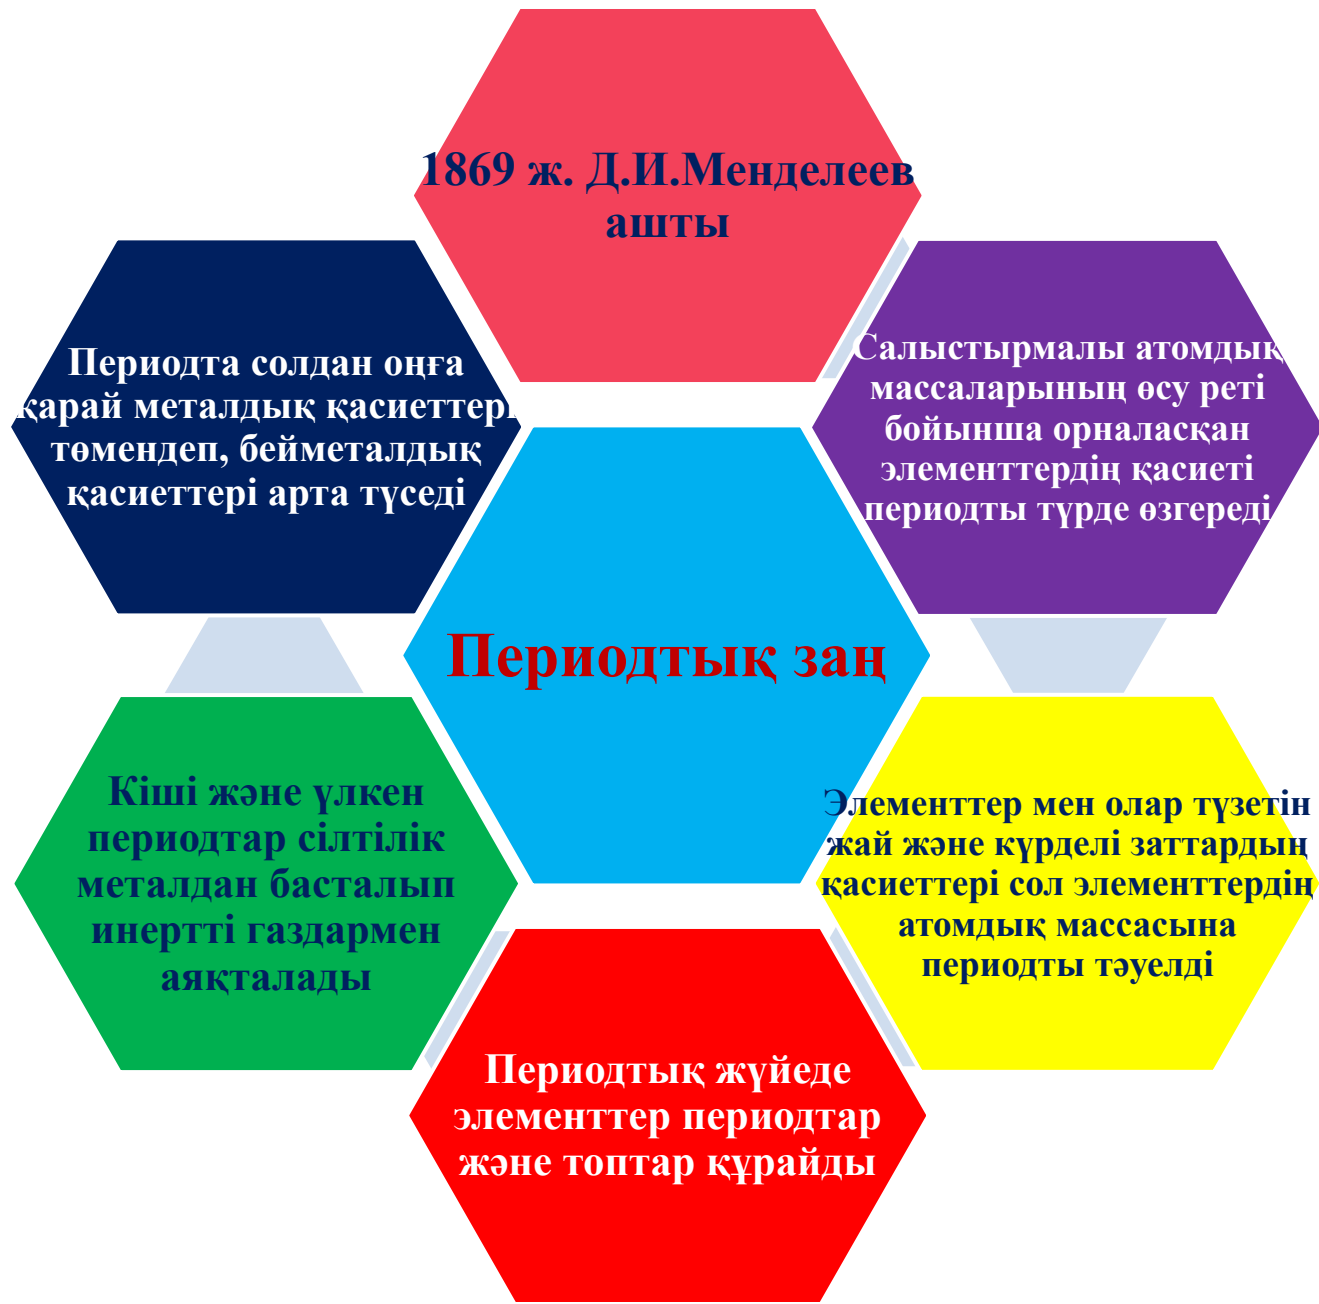 1869 ж. Д.И.Менделеев
ашты
Салыстырмалы атомдық
массаларының өсу реті
бойынша орналасқан
элементтердің қасиеті
периодты түрде өзгереді
Элементтер мен олар түзетін
жай және күрделі заттардың
қасиеттері сол элементтердің
атомдық массасына
периодты тәуелді
Периодтық жүйеде
элементтер периодтар
және топтар құрайды
Кіші және үлкен
периодтар сілтілік
металдан басталып
инертті газдармен
аяқталады
Периодта солдан оңға
қарай металдық қасиеттері
төмендеп, бейметалдық
қасиеттері арта түседі
Периодтық заң